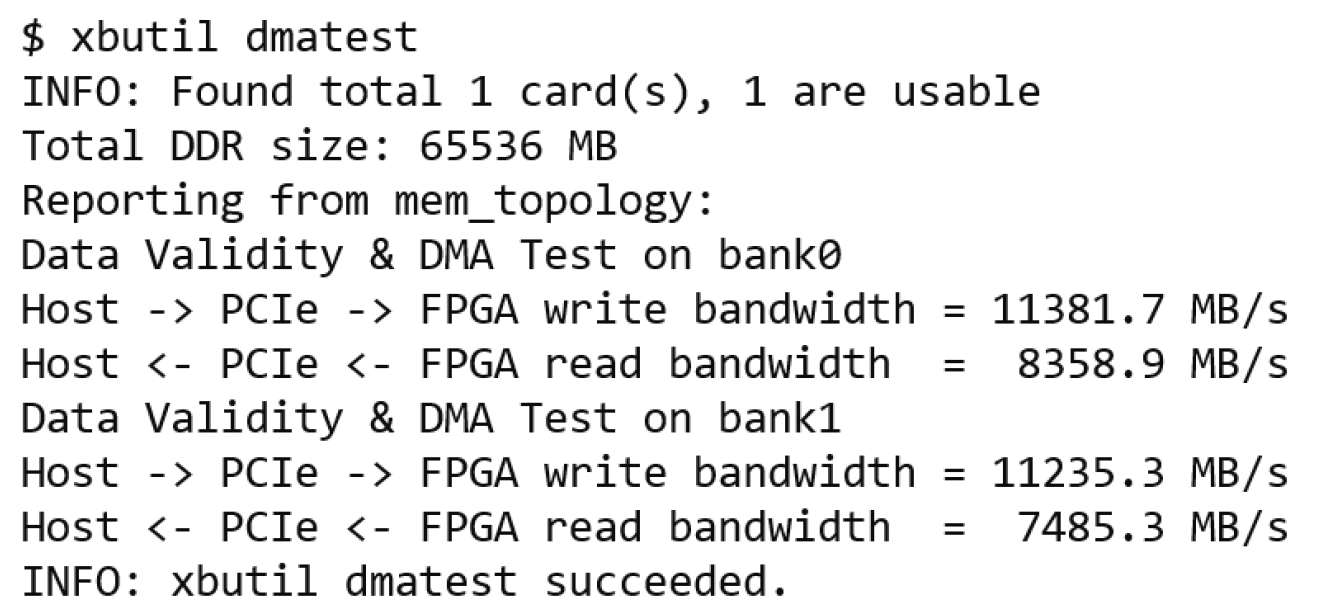 $ xbutil dmatest
INFO: Found total 1 card(s), 1 are usable
Total DDR size: 65536 MB
Reporting from mem_topology:
Data Validity & DMA Test on bank0
Host -> PCIe -> FPGA write bandwidth = 11381.7 MB/s
Host <- PCIe <- FPGA read bandwidth  =  8358.9 MB/s
Data Validity & DMA Test on bank1
Host -> PCIe -> FPGA write bandwidth = 11235.3 MB/s
Host <- PCIe <- FPGA read bandwidth  =  7485.3 MB/s
INFO: xbutil dmatest succeeded.